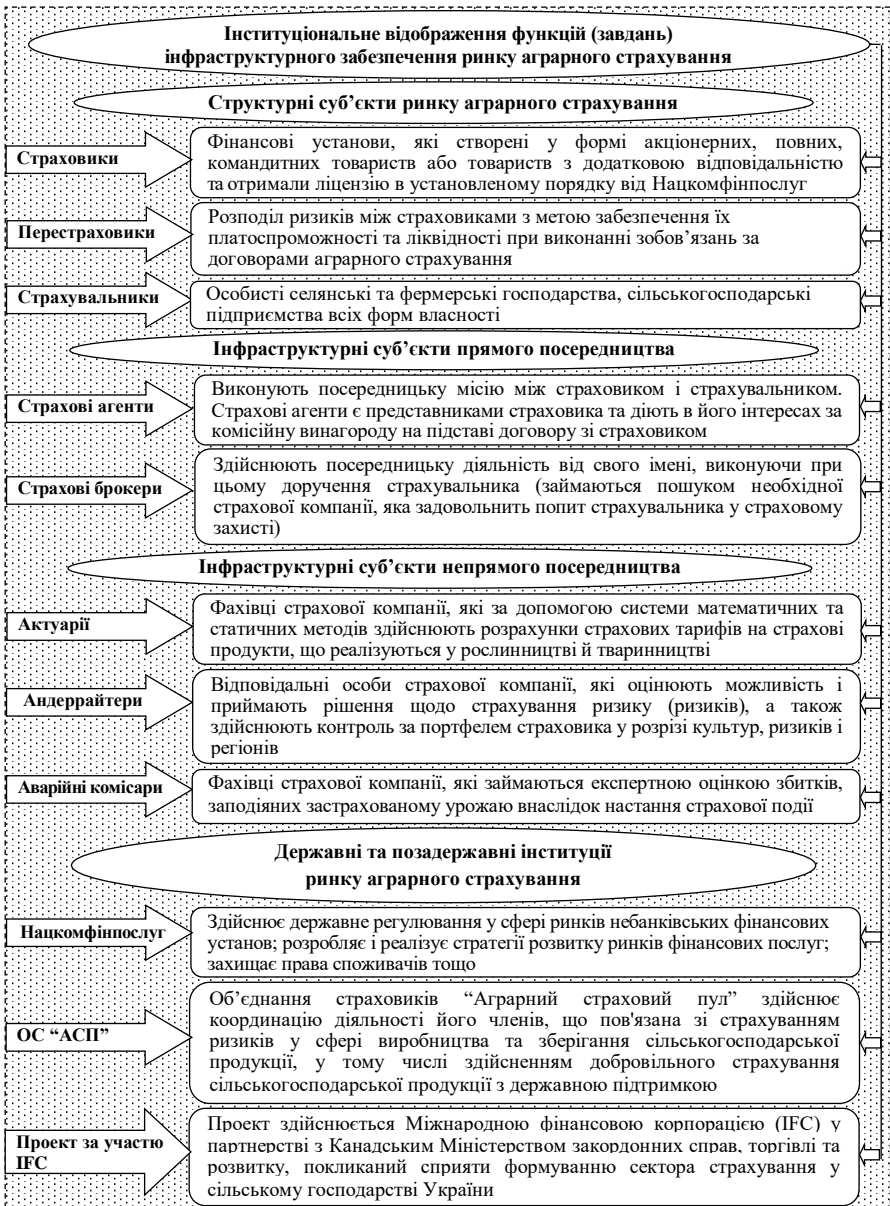 Інституціональне відображення функцій (завдань)
інфраструктурного забезпечення ринку аграрного страхування
Структурні суб’єкти ринку аграрного страхування
Страховики
Фінансові установи, які створені у формі акціонерних, повних,
командитних товариств або товариств з додатковою відповідальністю
та отримали ліцензію в установленому порядку від Нацкомфінпослуг
Перестраховики
Розподіл ризиків між страховиками з метою забезпечення їх
платоспроможності та ліквідності при виконанні зобов’язань за
договорами аграрного страхування
Страхувальники
Особисті селянські та фермерські господарства, сільськогосподарські
підприємства всіх форм власності
Інфраструктурні суб’єкти прямого посередництва
Страхові агенти
Виконують посередницьку місію між страховиком і страхувальником.
Страхові агенти є представниками страховика та діють в його інтересах за
комісійну винагороду на підставі договору зі страховиком
Страхові брокери
Здійснюють посередницьку діяльність від свого імені, виконуючи при
цьому доручення страхувальника (займаються пошуком необхідної
страхової компанії, яка задовольнить попит страхувальника у страховому
захисті)
Інфраструктурні суб’єкти непрямого посередництва
Актуарії
Фахівці страхової компанії, які за допомогою системи математичних та
статичних методів здійснюють розрахунки страхових тарифів на страхові
продукти, що реалізуються у рослинництві й тваринництві
Андеррайтери
Відповідальні особи страхової компанії, які оцінюють можливість і
приймають рішення щодо страхування ризику (ризиків), а також
здійснюють контроль за портфелем страховика у розрізі культур, ризиків і
регіонів
Аварійні комісари
Фахівці страхової компанії, які займаються експертною оцінкою збитків,
заподіяних застрахованому урожаю внаслідок настання страхової події
Державні та позадержавні інституції
ринку аграрного страхування
Нацкомфінпослуг
Здійснює державне регулювання у сфері ринків небанківських фінансових
установ; розробляє і реалізує стратегії розвитку ринків фінансових послуг;
захищає права споживачів тощо
ОС “АСП”
Об’єднання страховиків “Аграрний страховий пул” здійснює
координацію діяльності його членів, що пов'язана зі страхуванням
ризиків у сфері виробництва та зберігання сільськогосподарської
продукції, у тому числі здійсненням добровільного страхування
сільськогосподарської продукції з державною підтримкою
Проект за участю
IFC
Проект здійснюється Міжнародною фінансовою корпорацією (IFC) у
партнерстві з Канадським Міністерством закордонних справ, торгівлі та
розвитку, покликаний сприяти формуванню сектора страхування у
сільському господарстві України